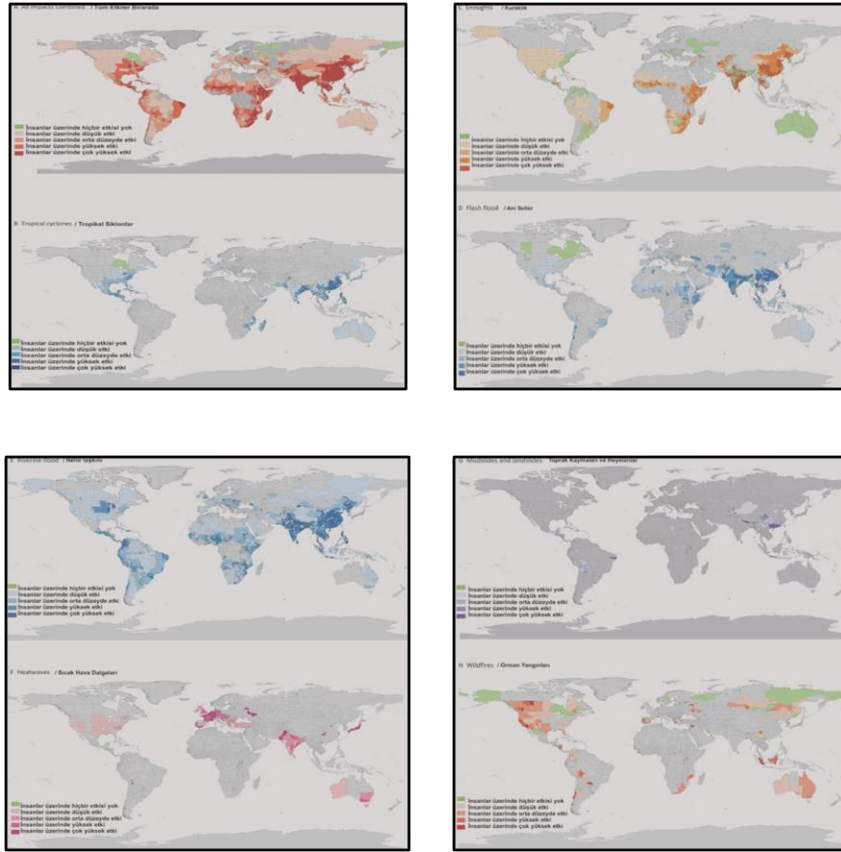 A All impacts combined / Tüm Etkiler Birarada
İnsanlar üzerinde hiçbir etkisi yok
İnsanlar üzerinde düşük etki
İnsanlar üzerinde orta düzeyde etki
İnsanlar üzerinde yüksek etki
İnsanlar üzerinde çok yüksek etki
B Tropical cyclones / Tropikal Siklonlar
İnsanlar üzerinde hiçbir etkisi yok
İnsanlar üzerinde düşük etki
İnsanlar üzerinde orta düzeyde etki
İnsanlar üzerinde yüksek etki
İnsanlar üzerinde çok yüksek etki
C Droughts / Kuraklık
İnsanlar üzerinde hiçbir etkisi yok
İnsanlar üzerinde düşük etki
İnsanlar üzerinde orta düzeyde etki
İnsanlar üzerinde yüksek etki
İnsanlar üzerinde çok yüksek etki
D Flash flood / Ani Seller
İnsanlar üzerinde hiçbir etkisi yok
İnsanlar üzerinde düşük etki
İnsanlar üzerinde orta düzeyde etki
İnsanlar üzerinde yüksek etki
İnsanlar üzerinde çok yüksek etki
E Riverine flood / Nehir taşkını
İnsanlar üzerinde hiçbir etkisi yok
İnsanlar üzerinde düşük etki
İnsanlar üzerinde orta düzeyde etki
İnsanlar üzerinde yüksek etki
İnsanlar üzerinde çok yüksek etki
F Heatwaves / Sıcak Hava Dalgaları
İnsanlar üzerinde hiçbir etkisi yok
İnsanlar üzerinde düşük etki
İnsanlar üzerinde orta düzeyde etki
İnsanlar üzerinde yüksek etki
İnsanlar üzerinde çok yüksek etki
G Mudslides and landslides Toprak Kaymaları ve Heyelanlar
İnsanlar üzerinde hiçbir etkisi yok
İnsanlar üzerinde düşük etki
İnsanlar üzerinde orta düzeyde etki
İnsanlar üzerinde yüksek etki
İnsanlar üzerinde çok yüksek etki
H Wildfires / Orman Yangınları
İnsanlar üzerinde hiçbir etkisi yok
İnsanlar üzerinde düşük etki
İnsanlar üzerinde orta düzeyde etki
İnsanlar üzerinde yüksek etki
İnsanlar üzerinde çok yüksek etki